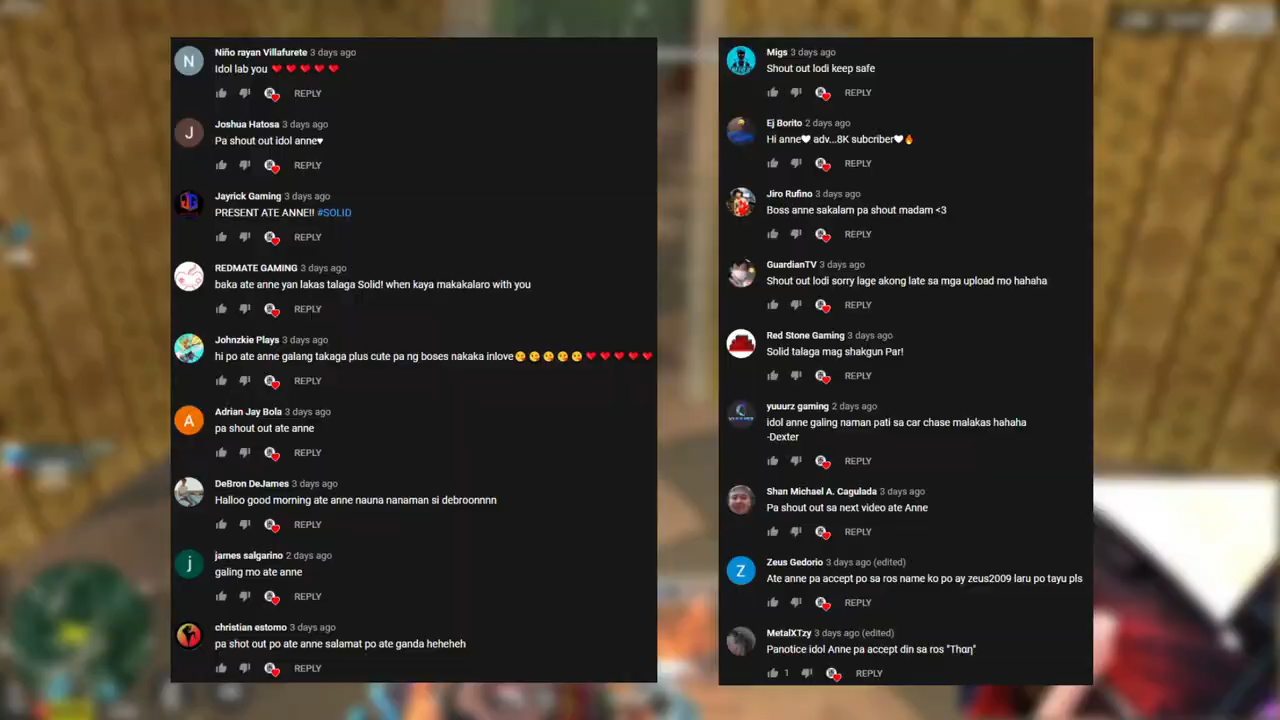 Niño rayan Villafurete 3 days ago
Idol lab you ❤❤❤❤❤
REPLY
Joshua Hatosa 3 days ago
Pa shout out idol anne♥
REPLY
Jayrick Gaming 3 days ago
PRESENT ATE ANNE!! #SOLID
REPLY
REDMATE GAMING 3 days ago
baka ate anne yan lakas talaga Solid! when kaya makakalaro with you
REPLY
Johnzkie Plays 3 days ago
hi po ate anne galang takaga plus cute pa ng boses nakaka inlove😘😘😘😘😘❤❤❤❤❤
REPLY
Adrian Jay Bola 3 days ago
pa shout out ate anne
REPLY
DeBron DeJames 3 days ago
Halloo good morning ate anne nauna nanaman si debroonnnn
REPLY
james salgarino 2 days ago
galing mo ate anne
REPLY
christian estomo 3 days ago
pa shot out po ate anne salamat po ate ganda heheheh
REPLY
Migs 3 days ago
Shout out lodi keep safe
REPLY
Ej Borito 2 days ago
Hi anne🤍 adv...8K subcriber🤍🔥
REPLY
Jiro Rufino 3 days ago
Boss anne sakalam pa shout madam <3
REPLY
GuardianTV 3 days ago
Shout out lodi sorry lage akong late sa mga upload mo hahaha
REPLY
Red Stone Gaming 3 days ago
Solid talaga mag shakgun Par!
REPLY
yuuurz gaming 2 days ago
idol anne galing naman pati sa car chase malakas hahaha
-Dexter
REPLY
Shan Michael A. Cagulada 3 days ago
Pa shout out sa next video ate Anne
REPLY
Zeus Gedorio 3 days ago (edited)
Ate anne pa accept po sa ros name ko po ay zeus2009 laru po tayu pls
REPLY
MetalXTzy 3 days ago (edited)
Panotice idol Anne pa accept din sa ros "Thαη"
1 REPLY
N
J
A
j
Z